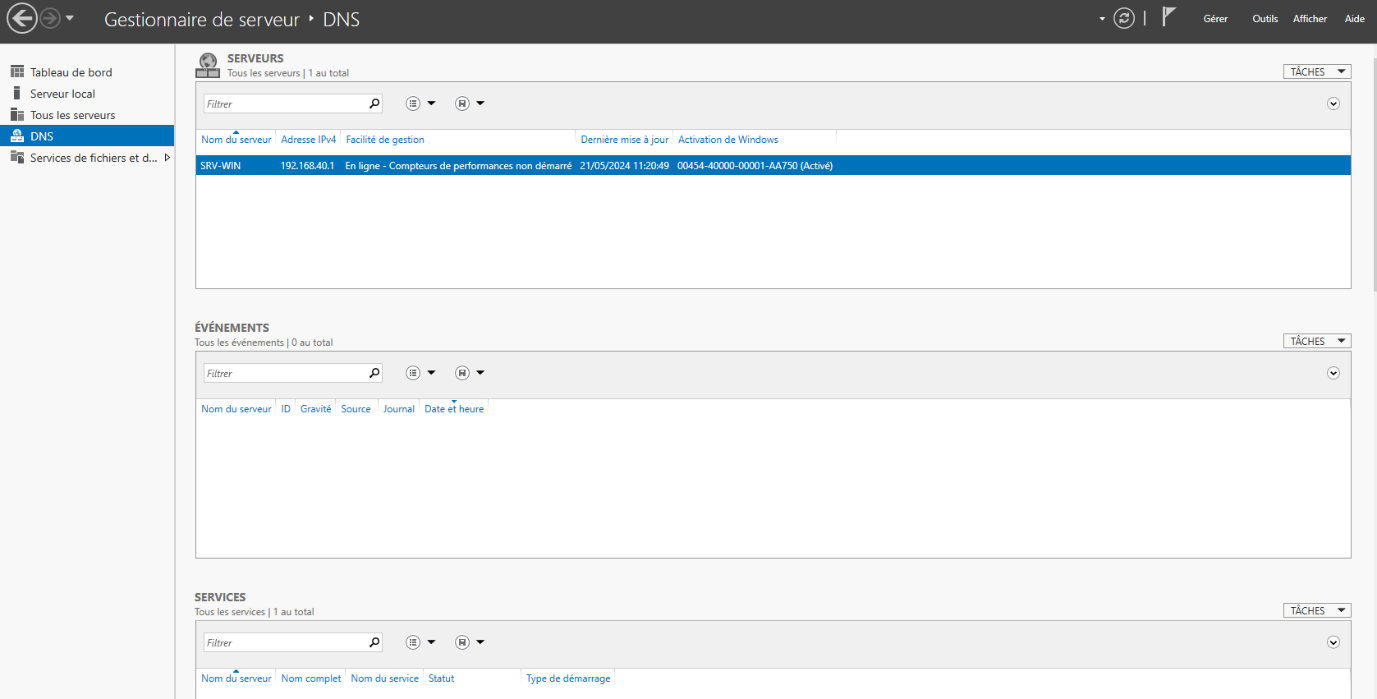 Gestionnaire de serveur ‣ DNS
Gérer Outils Afficher Aide
Tableau de bord
Serveur local
Tous les serveurs
DNS
Services de fichiers et d...
SERVEURS
Tous les serveurs | 1 au total
TÂCHES
Filtrer
Nom du serveur Adresse IPv4 Facilité de gestion Dernière mise à jour Activation de Windows
SRV-WIN 192.168.40.1 En ligne - Compteurs de performances non démarré 21/05/2024 11:20:49 00454-40000-00001-AA750 (Activé)
ÉVÉNEMENTS
Tous les événements | 0 au total
TÂCHES
Filtrer
Nom du serveur ID Gravité Source Journal Date et heure
SERVICES
Tous les services | 1 au total
TÂCHES
Filtrer
Nom du serveur Nom complet Nom du service Statut Type de démarrage